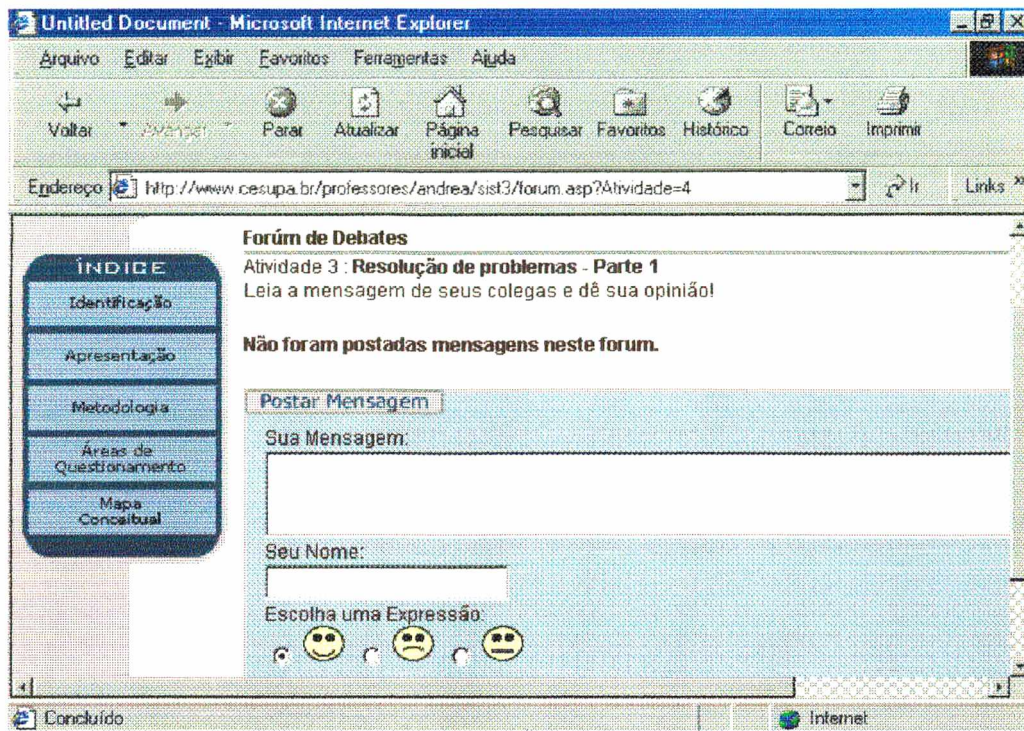 Untitled Document - Microsoft Internet Explorer
Arquivo Editar Exibir Favoritos Ferramentas Ajuda
Voltar Avançar Parar Atualizar Página inicial Pesquisar Favoritos Histórico Correio Imprimir
Endereço http://www.cesupa.br/professores/andrea/sist3/forum.asp?Atividade=4 Ir Links »
ÍNDICE
Identificação
Apresentação
Metodologia
Áreas de
Questionamento
Mapa
Conceitual
Forúm de Debates
Atividade 3 : Resolução de problemas - Parte 1
Leia a mensagem de seus colegas e dê sua opinião!
Não foram postadas mensagens neste forum.
Postar Mensagem
Sua Mensagem:
Seu Nome:
Escolha uma Expressão:
Concluído Internet